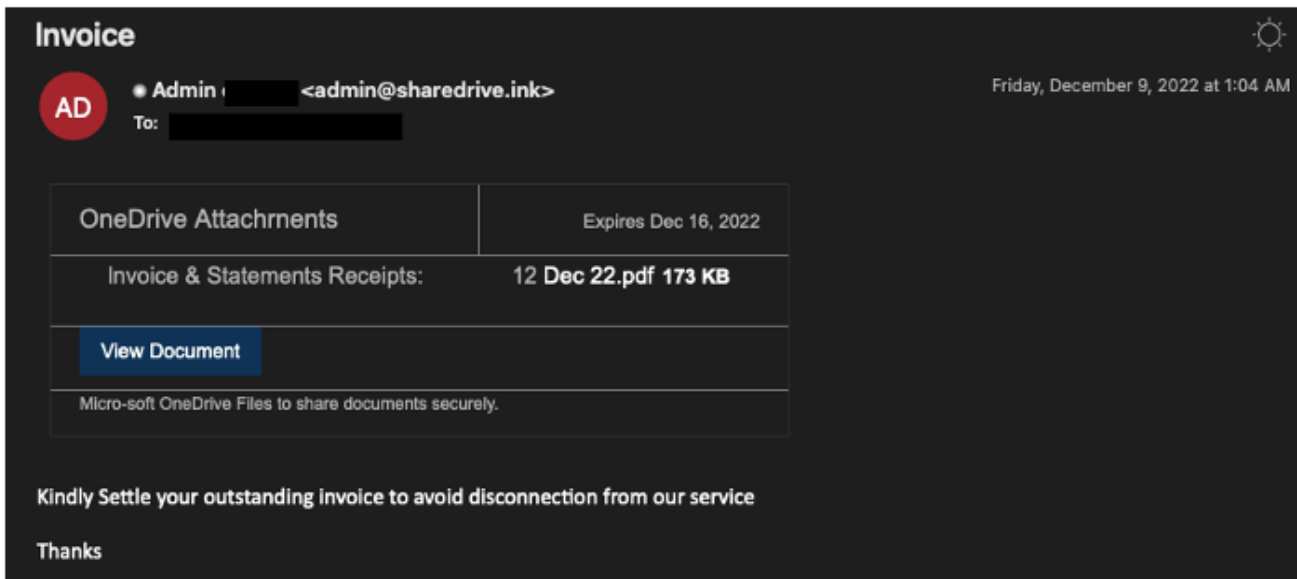 Invoice
AD
Admin <admin@sharedrive.ink>
Friday, December 9, 2022 at 1:04 AM
To:
OneDrive Attachrnents
Expires Dec 16, 2022
Invoice & Statements Receipts:
12 Dec 22.pdf 173 KB
View Document
Micro-soft OneDrive Files to share documents securely.
Kindly Settle your outstanding invoice to avoid disconnection from our service
Thanks